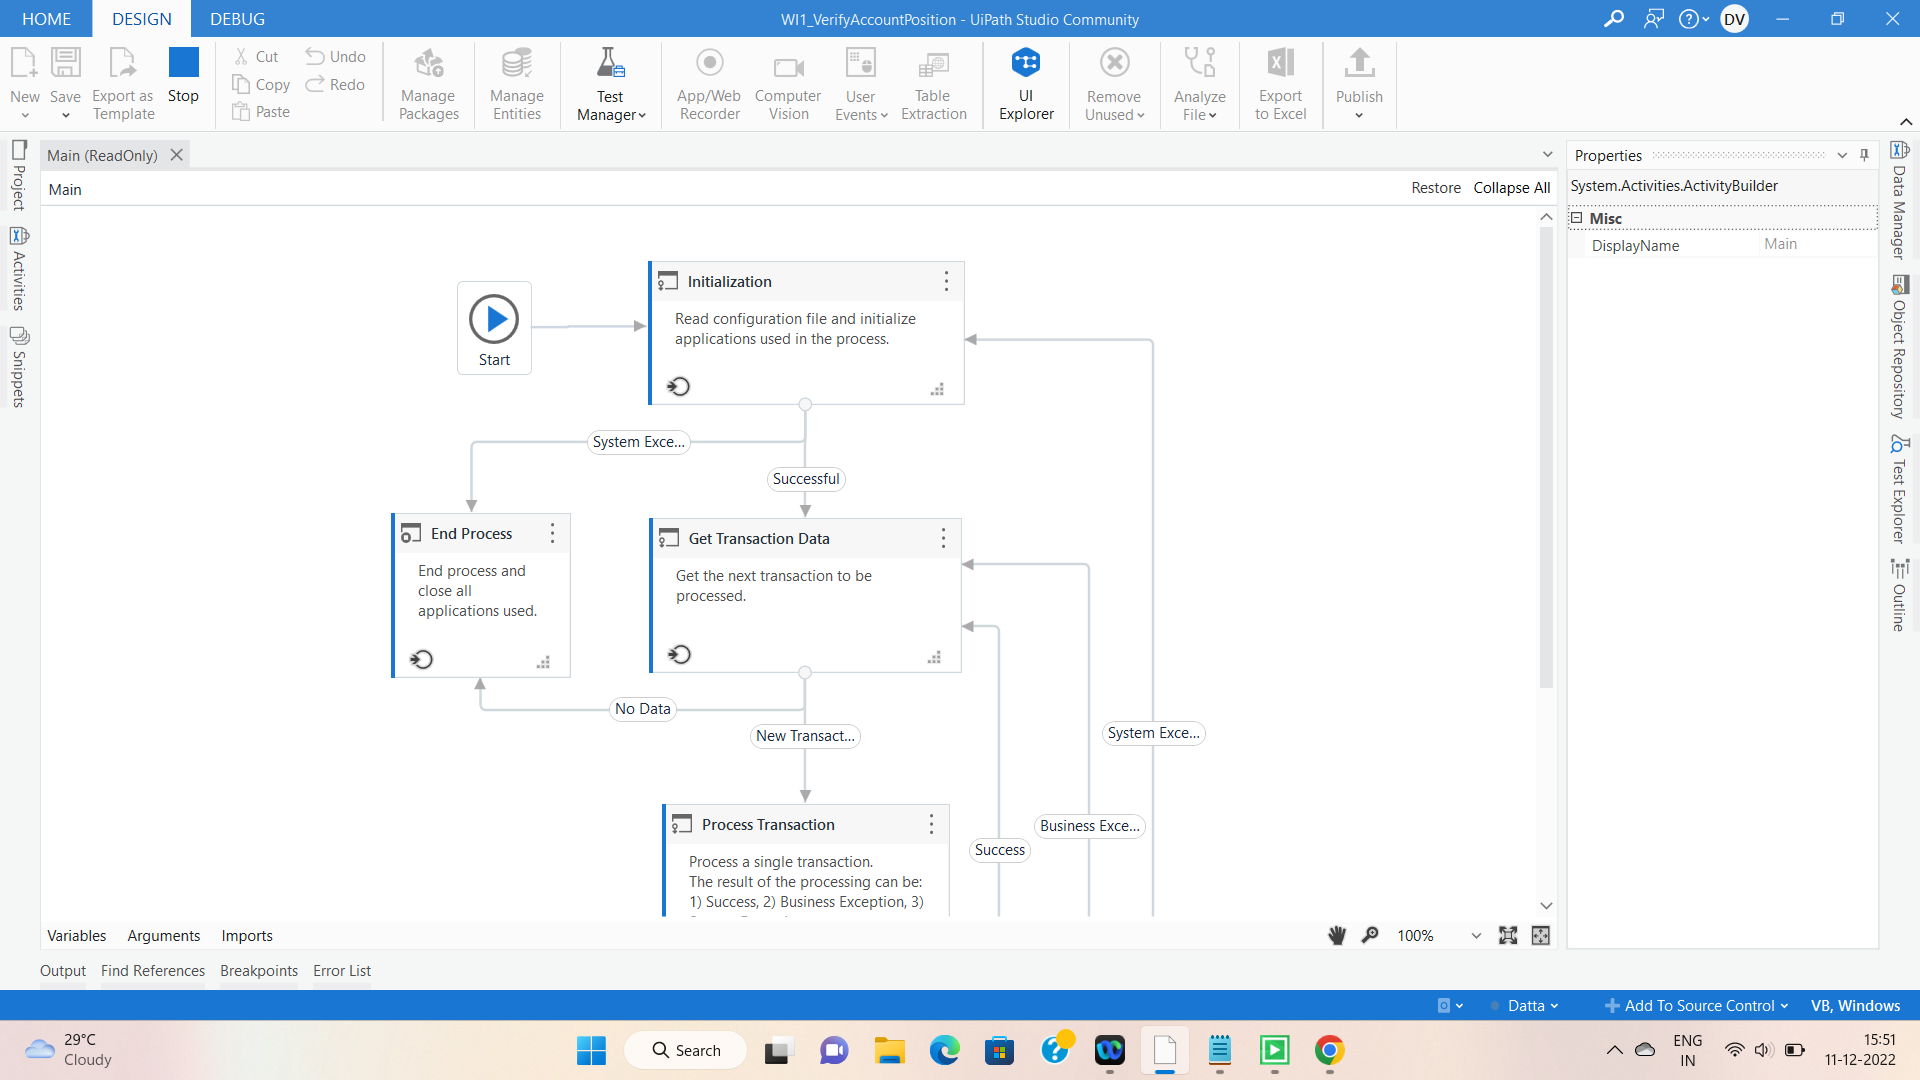 HOME DESIGN DEBUG
WI1_VerifyAccountPosition - UiPath Studio Community
DV
New
Save
Export as
Template
Stop
Cut
Copy
Paste
Undo
Redo
Manage
Packages
Manage
Entities
Test
Manager
App/Web
Recorder
Computer
Vision
User
Events
Table
Extraction
UI
Explorer
Remove
Unused
Analyze
File
Export
to Excel
Publish
Project
Activities
Snippets
Main (ReadOnly)
Main
Restore Collapse All
Start
Initialization
Read configuration file and initialize
applications used in the process.
System Exce...
Successful
End Process
End process and
close all
applications used.
Get Transaction Data
Get the next transaction to be
processed.
No Data
New Transact...
System Exce...
Business Exce...
Success
Process Transaction
Process a single transaction.
The result of the processing can be:
1) Success, 2) Business Exception, 3)
Properties
System.Activities.ActivityBuilder
Misc
DisplayName Main
Data Manager
Object Repository
Test Explorer
Outline
Variables Arguments Imports
100%
Output Find References Breakpoints Error List
0
Datta
Add To Source Control
VB, Windows
29°C
Cloudy
Search
ENG
IN
15:51
11-12-2022